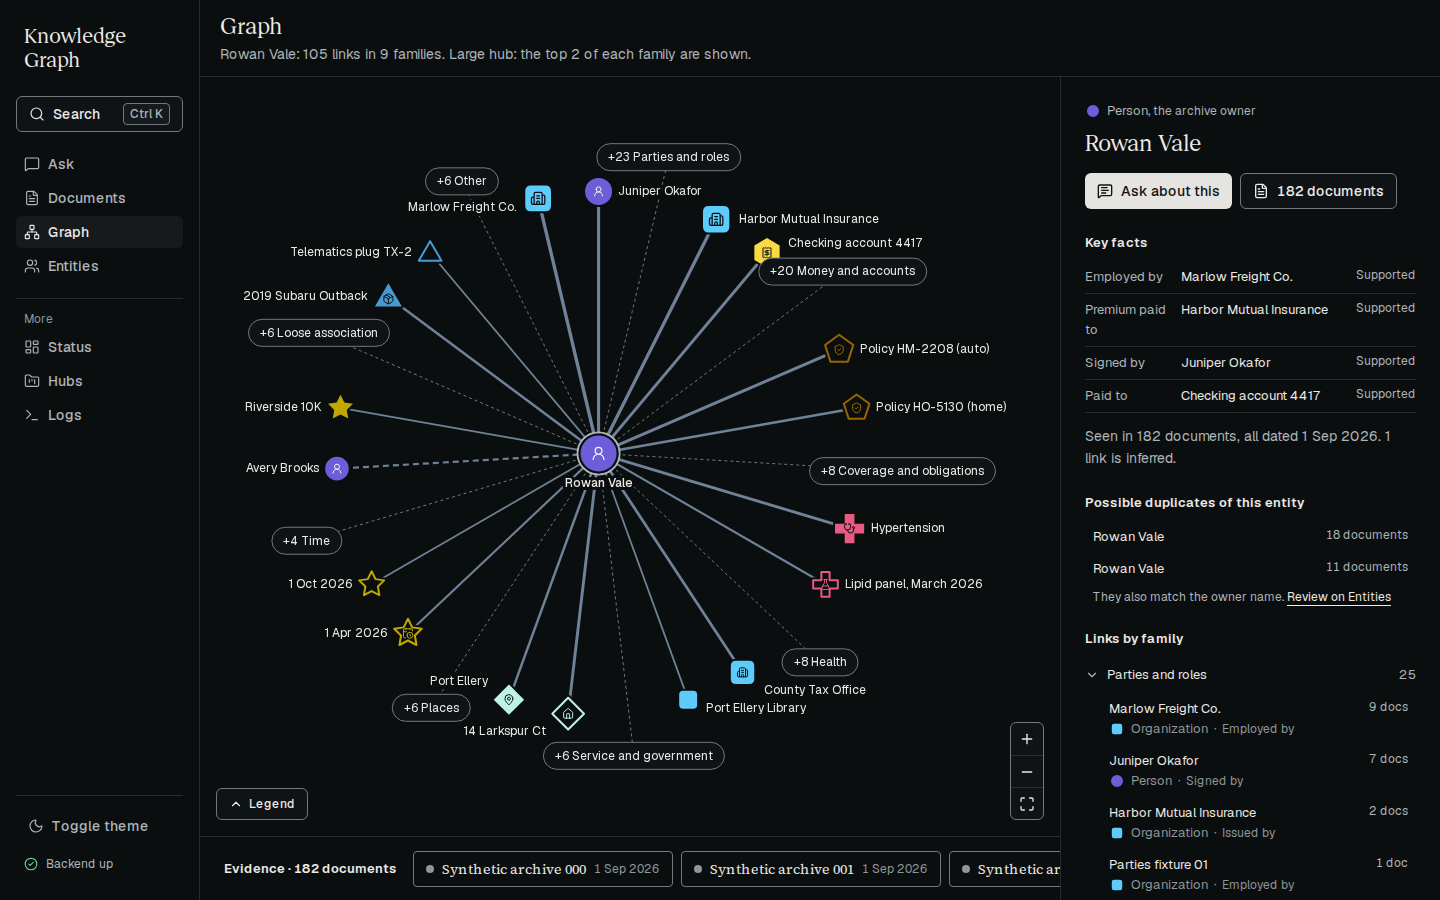 Knowledge
Graph
Search
Ctrl K
Ask
Documents
Graph
Entities
More
Status
Hubs
Logs
Toggle theme
Backend up
Graph
Rowan Vale: 105 links in 9 families. Large hub: the top 2 of each family are shown.
+23 Parties and roles
+6 Other
Juniper Okafor
Marlow Freight Co.
Harbor Mutual Insurance
Checking account 4417
Telematics plug TX-2
+20 Money and accounts
2019 Subaru Outback
+6 Loose association
Policy HM-2208 (auto)
Riverside 10K
Policy HO-5130 (home)
Avery Brooks
+8 Coverage and obligations
Rowan Vale
Hypertension
+4 Time
1 Oct 2026
Lipid panel, March 2026
1 Apr 2026
+8 Health
Port Ellery
County Tax Office
+6 Places
Port Ellery Library
14 Larkspur Ct
+6 Service and government
Legend
Evidence · 182 documents
Synthetic archive 000 1 Sep 2026
Synthetic archive 001 1 Sep 2026
Synthetic ar
Person, the archive owner
Rowan Vale
Ask about this
182 documents
Key facts
Employed by Marlow Freight Co. Supported
Premium paid to Harbor Mutual Insurance Supported
Signed by Juniper Okafor Supported
Paid to Checking account 4417 Supported
Seen in 182 documents, all dated 1 Sep 2026. 1
link is inferred.
Possible duplicates of this entity
Rowan Vale 18 documents
Rowan Vale 11 documents
They also match the owner name. Review on Entities
Links by family
Parties and roles 25
Marlow Freight Co. 9 docs
Organization · Employed by
Juniper Okafor 7 docs
Person · Signed by
Harbor Mutual Insurance 2 docs
Organization · Issued by
Parties fixture 01 1 doc
Organization · Employed by